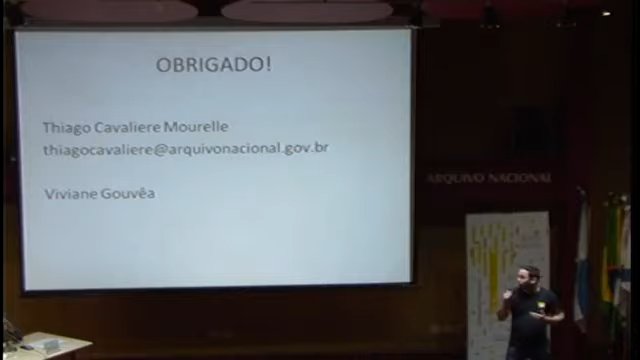 OBRIGADO!
Thiago Cavaliere Mourelle
thiagocavaliere@arquivonacional.gov.br
Viviane Gouvêa
ARQUIVO NACIONAL